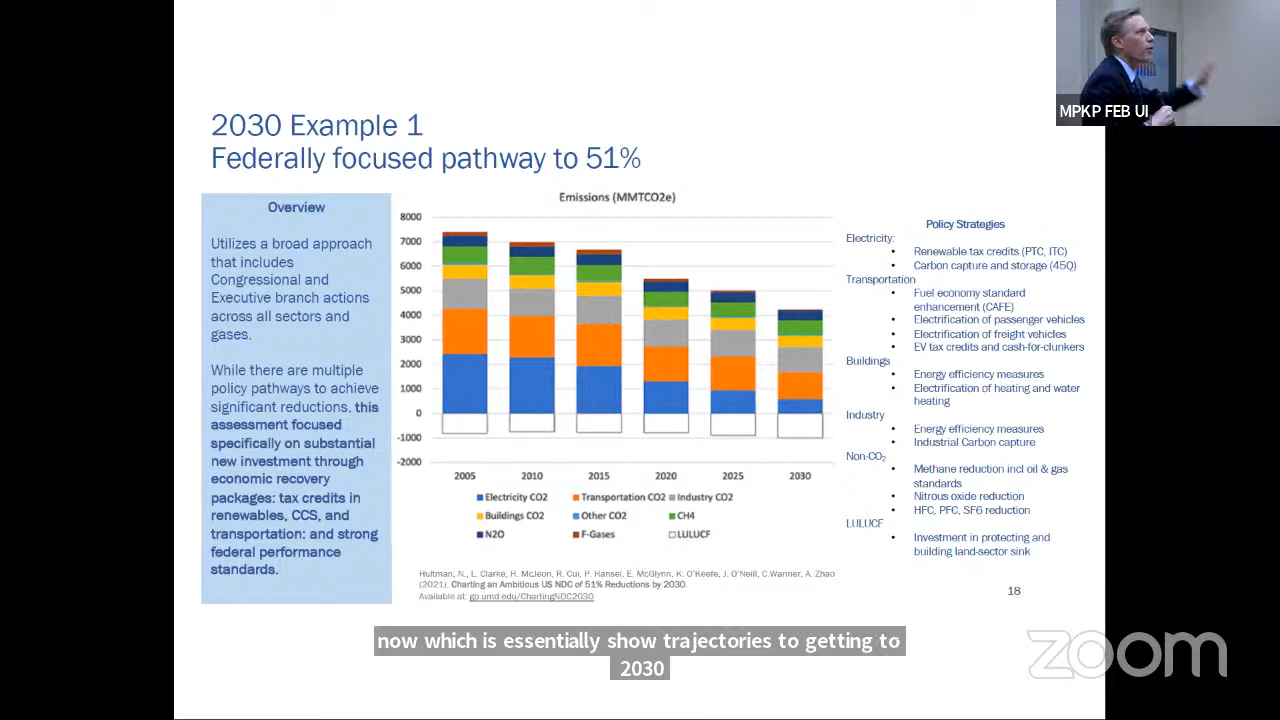 MPKP FEB UI
2030 Example 1
Federally focused pathway to 51%
Overview
Utilizes a broad approach
that includes
Congressional and
Executive branch actions
across all sectors and
gases.
While there are multiple
policy pathways to achieve
significant reductions, this
assessment focused
specifically on substantial
new investment through
economic recovery
packages: tax credits in
renewables, CCS, and
transportation: and strong
federal performance
standards.
Emissions (MMTCO2e)
8000
7000
6000
5000
4000
3000
2000
1000
0
-1000
-2000
2005 2010 2015 2020 2025 2030
Electricity CO2 Transportation CO2 Industry CO2
Buildings CO2 Other CO2 CH4
N2O F-Gases LULUCF
Policy Strategies
Electricity:
• Renewable tax credits (PTC, ITC)
• Carbon capture and storage (45Q)
Transportation
• Fuel economy standard
enhancement (CAFE)
• Electrification of passenger vehicles
• Electrification of freight vehicles
• EV tax credits and cash-for-clunkers
Buildings
• Energy efficiency measures
• Electrification of heating and water
heating
Industry
• Energy efficiency measures
• Industrial Carbon capture
Non-CO₂
• Methane reduction incl oil & gas
standards
• Nitrous oxide reduction
• HFC, PFC, SF6 reduction
LULUCF
• Investment in protecting and
building land-sector sink
Hultman, N., L. Clarke, H. McJeon, R. Cui, P. Hansel, E. McGlynn, K. O'Keefe, J. O'Neill, C.Wanner, A. Zhao
(2021). Charting an Ambitious US NDC of 51% Reductions by 2030.
Available at: go.umd.edu/ChartingNDC2030
18
now which is essentially show trajectories to getting to
2030
zoom